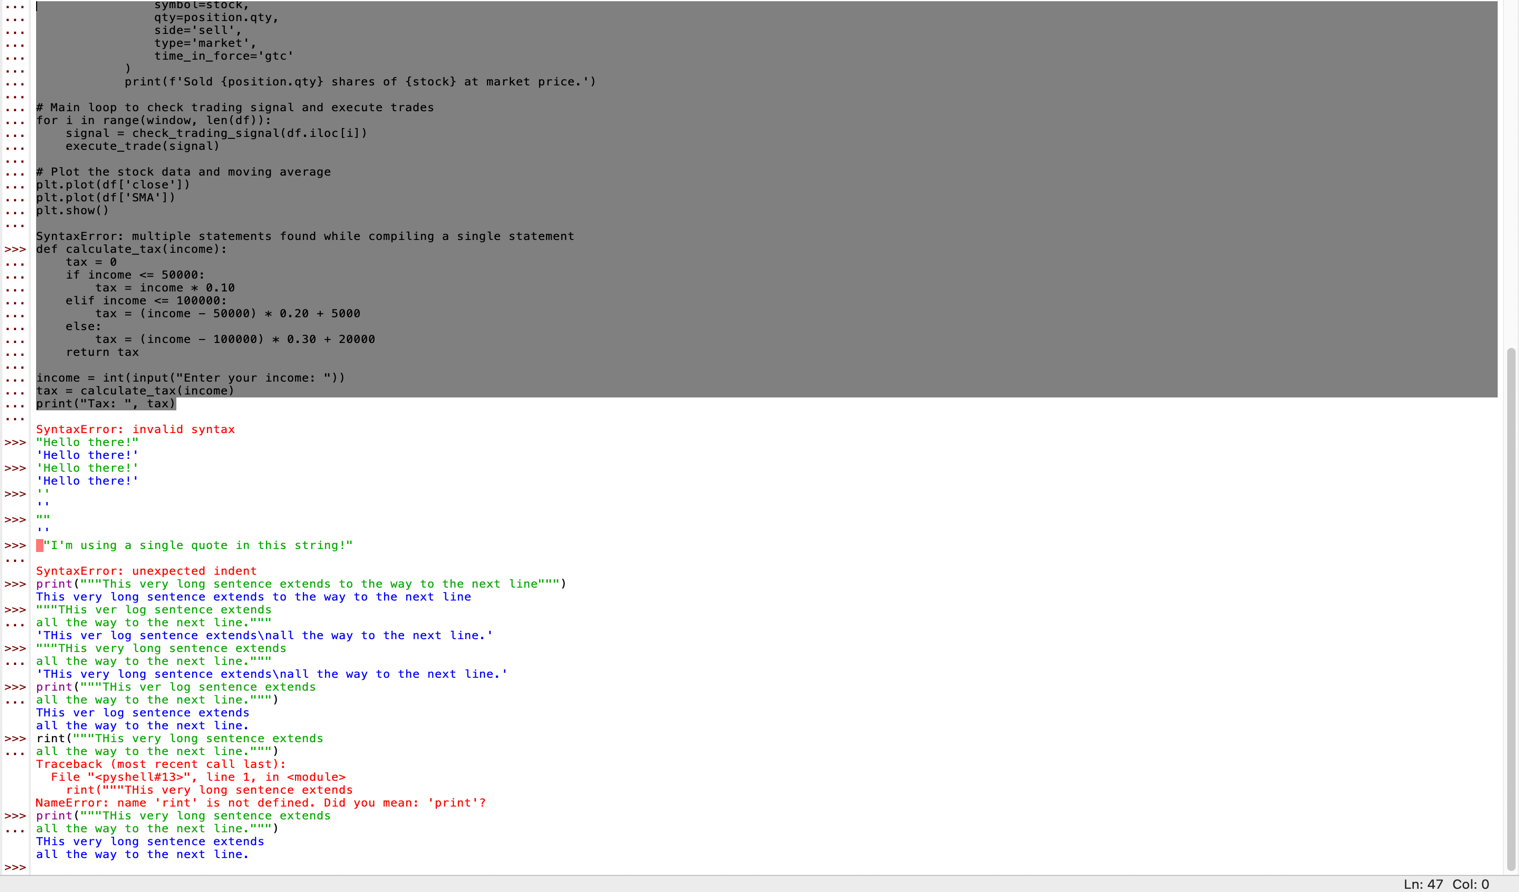 ...             symbol=stock,
...             qty=position.qty,
...             side='sell',
...             type='market',
...             time_in_force='gtc'
...         )
...         print(f'Sold {position.qty} shares of {stock} at market price.')
...
... # Main loop to check trading signal and execute trades
... for i in range(window, len(df)):
...     signal = check_trading_signal(df.iloc[i])
...     execute_trade(signal)
...
... # Plot the stock data and moving average
... plt.plot(df['close'])
... plt.plot(df['SMA'])
... plt.show()
...
SyntaxError: multiple statements found while compiling a single statement
>>> def calculate_tax(income):
...     tax = 0
...     if income <= 50000:
...         tax = income * 0.10
...     elif income <= 100000:
...         tax = (income - 50000) * 0.20 + 5000
...     else:
...         tax = (income - 100000) * 0.30 + 20000
...     return tax
...
... income = int(input("Enter your income: "))
... tax = calculate_tax(income)
... print("Tax: ", tax)
...
SyntaxError: invalid syntax
>>> "Hello there!"
'Hello there!'
>>> 'Hello there!'
'Hello there!'
>>> ''
''
>>> ""
''
>>>  "I'm using a single quote in this string!"
...
SyntaxError: unexpected indent
>>> print("""This very long sentence extends to the way to the next line""")
This very long sentence extends to the way to the next line
>>> """THis ver log sentence extends
... all the way to the next line."""
'THis ver log sentence extends\nall the way to the next line.'
>>> """THis very long sentence extends
... all the way to the next line."""
'THis very long sentence extends\nall the way to the next line.'
>>> print("""THis ver log sentence extends
... all the way to the next line.""")
THis ver log sentence extends
all the way to the next line.
>>> rint("""THis very long sentence extends
... all the way to the next line.""")
Traceback (most recent call last):
  File "<pyshell#13>", line 1, in <module>
    rint("""THis very long sentence extends
NameError: name 'rint' is not defined. Did you mean: 'print'?
>>> print("""THis very long sentence extends
... all the way to the next line.""")
THis very long sentence extends
all the way to the next line.
>>>
Ln: 47 Col: 0